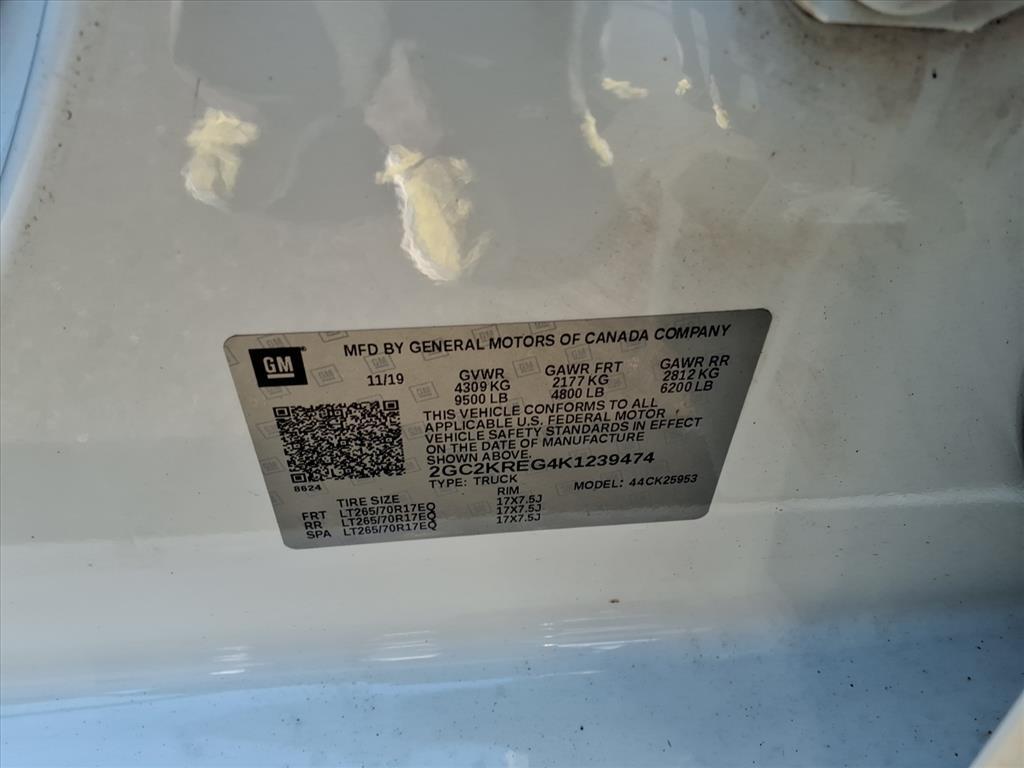 GM
MFD BY GENERAL MOTORS OF CANADA COMPANY
11/19 GVWR GAWR FRT GAWR RR
4309 KG 2177 KG 2812 KG
9500 LB 4800 LB 6200 LB
THIS VEHICLE CONFORMS TO ALL
APPLICABLE U.S. FEDERAL MOTOR
VEHICLE SAFETY STANDARDS IN EFFECT
ON THE DATE OF MANUFACTURE
SHOWN ABOVE.
2GC2KREG4K1239474
8624
TYPE: TRUCK MODEL: 44CK25953
TIRE SIZE RIM
FRT LT265/70R17EQ 17X7.5J
RR LT265/70R17EQ 17X7.5J
SPA LT265/70R17EQ 17X7.5J